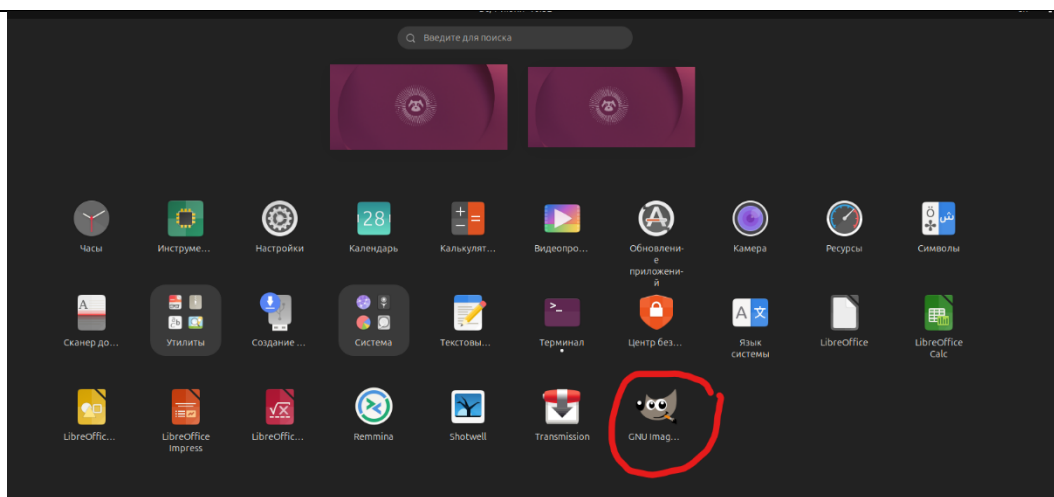 Введите для поиска
28
Часы
Инструме...
Настройки
Календарь
Калькулят...
Видеопро...
Обновлени-
е
приложени-
й
Камера
Ресурсы
Символы
Сканер до...
Утилиты
Создание ...
Система
Текстовы...
Терминал
Центр без...
Язык
системы
LibreOffice
LibreOffice
Calc
LibreOffic...
LibreOffice
Impress
LibreOffic...
Remmina
Shotwell
Transmission
GNU Imag...